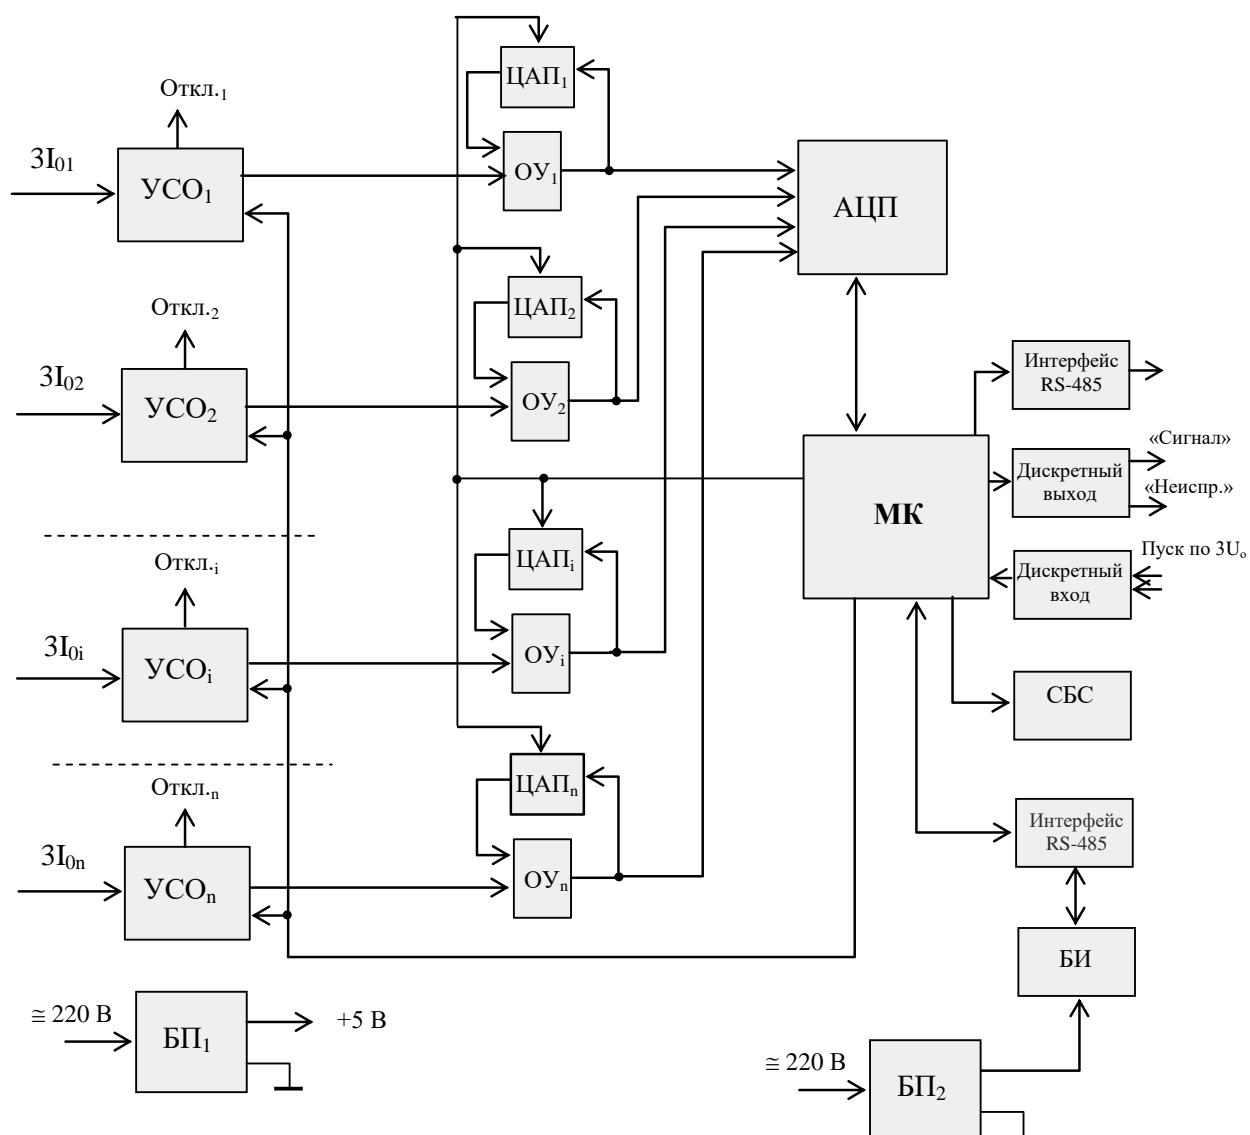 Откл.1
3I01
УСО1
ЦАП1
ОУ1
АЦП
Откл.2
3I02
УСО2
ЦАП2
ОУ2
Интерфейс
RS-485
«Сигнал»
Дискретный
выход
«Неиспр.»
МК
Пуск по 3Uо
Дискретный
вход
Откл.i
3I0i
УСОi
ЦАПi
ОУi
СБС
Откл.n
3I0n
УСОn
ЦАПn
ОУn
Интерфейс
RS-485
БИ
≅ 220 В
БП1
+5 В
≅ 220 В
БП2